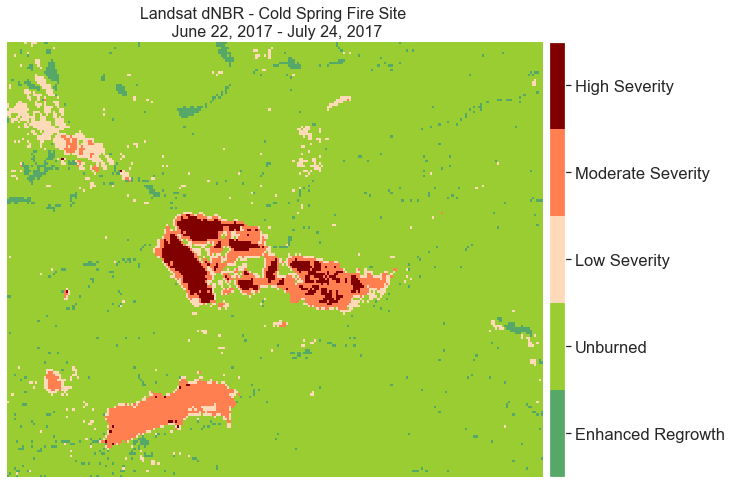 Landsat dNBR - Cold Spring Fire Site
June 22, 2017 - July 24, 2017
High Severity
Moderate Severity
Low Severity
Unburned
Enhanced Regrowth